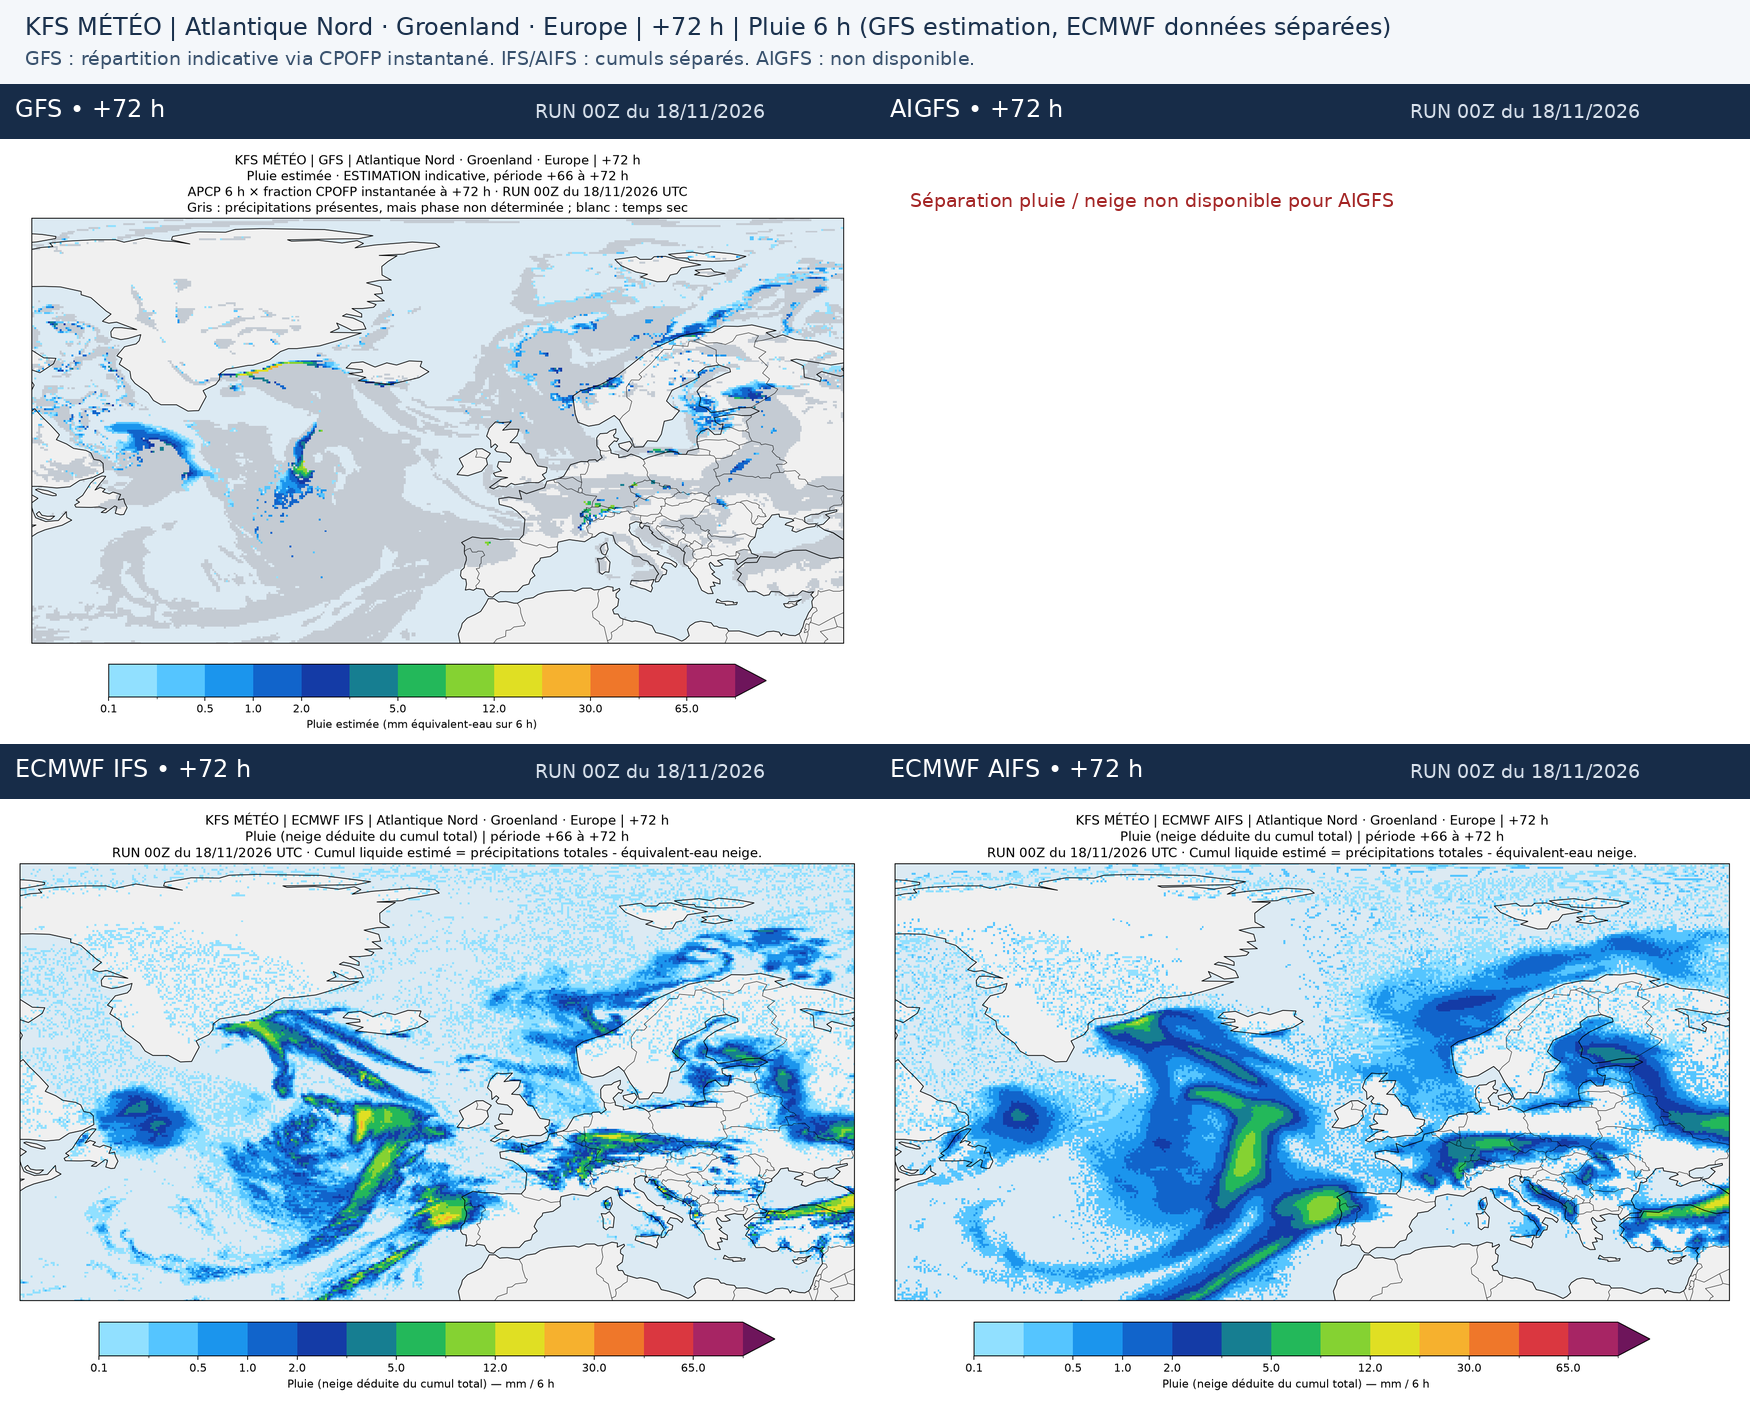 KFS MÉTÉO | Atlantique Nord · Groenland · Europe | +72 h | Pluie 6 h (GFS estimation, ECMWF données séparées)
GFS : répartition indicative via CPOFP instantané. IFS/AIFS : cumuls séparés. AIGFS : non disponible.
GFS • +72 h
RUN 00Z du 18/11/2026
AIGFS • +72 h
RUN 00Z du 18/11/2026
KFS MÉTÉO | GFS | Atlantique Nord · Groenland · Europe | +72 h
Pluie estimée · ESTIMATION indicative, période +66 à +72 h
APCP 6 h × fraction CPOFP instantanée à +72 h · RUN 00Z du 18/11/2026 UTC
Gris : précipitations présentes, mais phase non déterminée ; blanc : temps sec
Séparation pluie / neige non disponible pour AIGFS
0.1 0.5 1.0 2.0 5.0 12.0 30.0 65.0
Pluie estimée (mm équivalent-eau sur 6 h)
ECMWF IFS • +72 h
RUN 00Z du 18/11/2026
ECMWF AIFS • +72 h
RUN 00Z du 18/11/2026
KFS MÉTÉO | ECMWF IFS | Atlantique Nord · Groenland · Europe | +72 h
Pluie (neige déduite du cumul total) | période +66 à +72 h
RUN 00Z du 18/11/2026 UTC · Cumul liquide estimé = précipitations totales - équivalent-eau neige.
0.1 0.5 1.0 2.0 5.0 12.0 30.0 65.0
Pluie (neige déduite du cumul total) — mm / 6 h
KFS MÉTÉO | ECMWF AIFS | Atlantique Nord · Groenland · Europe | +72 h
Pluie (neige déduite du cumul total) | période +66 à +72 h
RUN 00Z du 18/11/2026 UTC · Cumul liquide estimé = précipitations totales - équivalent-eau neige.
0.1 0.5 1.0 2.0 5.0 12.0 30.0 65.0
Pluie (neige déduite du cumul total) — mm / 6 h